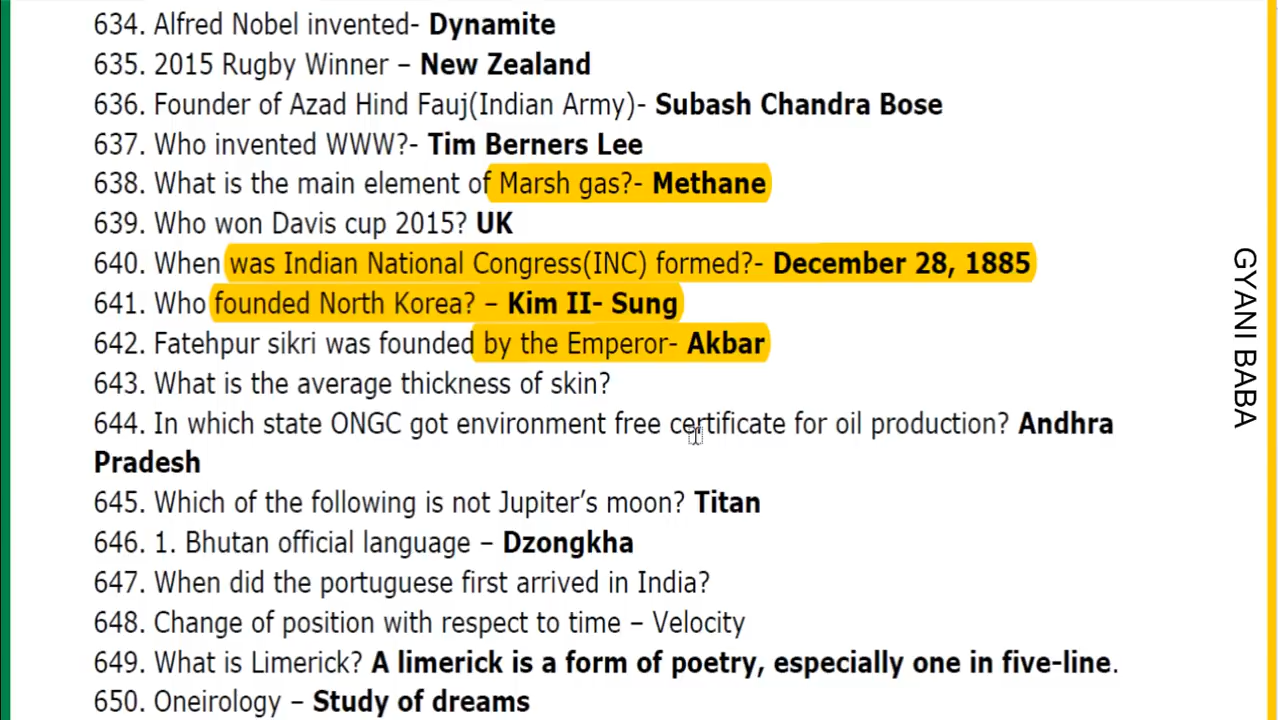 634. Alfred Nobel invented- Dynamite
635. 2015 Rugby Winner – New Zealand
636. Founder of Azad Hind Fauj(Indian Army)- Subash Chandra Bose
637. Who invented WWW?- Tim Berners Lee
638. What is the main element of Marsh gas?- Methane
639. Who won Davis cup 2015? UK
640. When was Indian National Congress(INC) formed?- December 28, 1885
641. Who founded North Korea? – Kim II- Sung
642. Fatehpur sikri was founded by the Emperor- Akbar
643. What is the average thickness of skin?
644. In which state ONGC got environment free certificate for oil production? Andhra
Pradesh
645. Which of the following is not Jupiter’s moon? Titan
646. 1. Bhutan official language – Dzongkha
647. When did the portuguese first arrived in India?
648. Change of position with respect to time – Velocity
649. What is Limerick? A limerick is a form of poetry, especially one in five-line.
650. Oneirology – Study of dreams
GYANI BABA